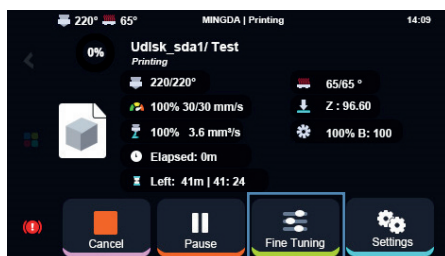 220° 65° MINGDA | Printing 14:09
0% UdIsk_sda1/ Test
Printing
220/220° 65/65 °
100% 30/30 mm/s Z : 96.60
100% 3.6 mm³/s 100% B: 100
Elapsed: 0m
Left: 41m | 41: 24
Cancel Pause Fine Tuning Settings